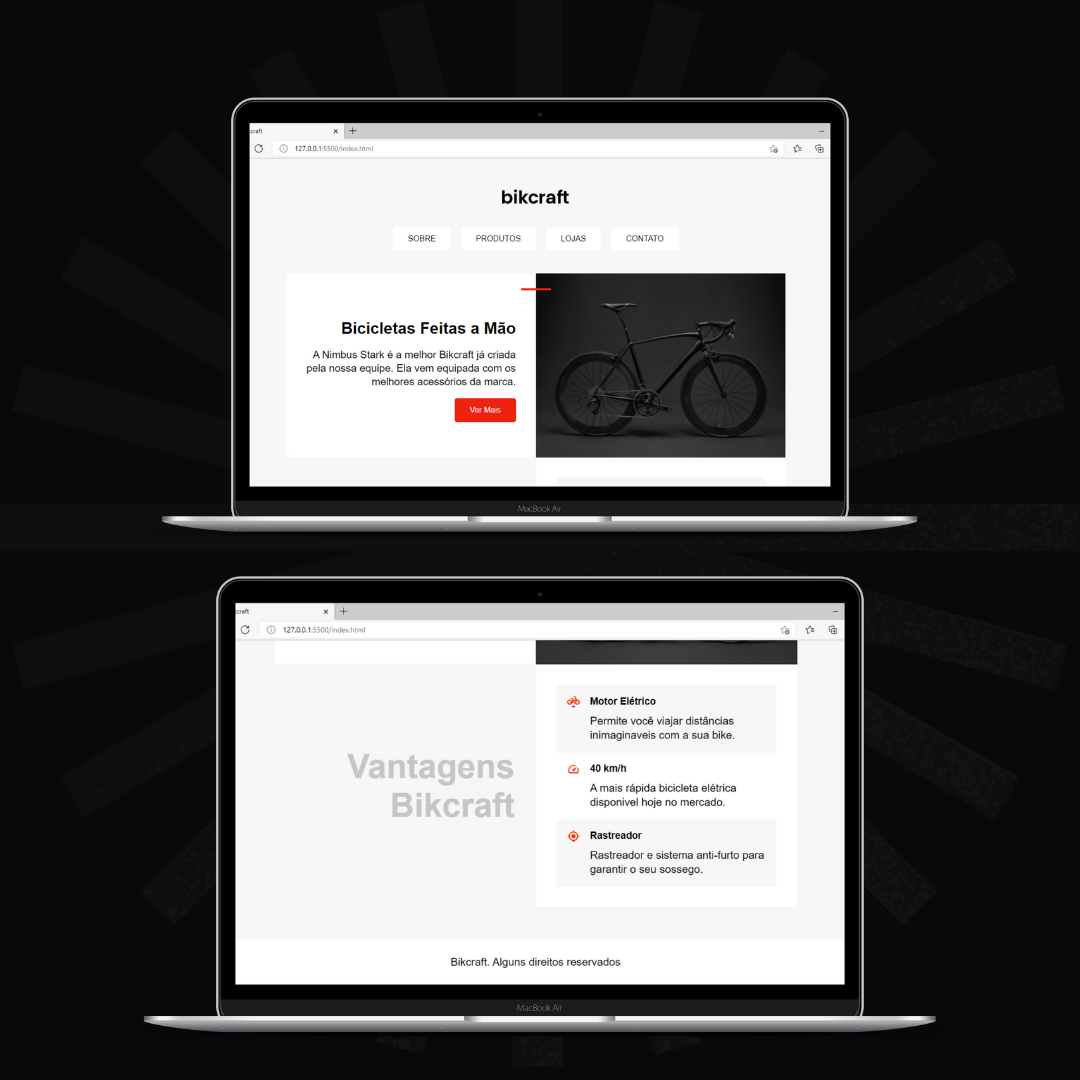 ccraft
127.0.0.1:5500/index.html
bikcraft
SOBRE
PRODUTOS
LOJAS
CONTATO
Bicicletas Feitas a Mão
A Nimbus Stark é a melhor Bikcraft já criada
pela nossa equipe. Ela vem equipada com os
melhores acessórios da marca.
Ver Mais
MacBook Air
ccraft
127.0.0.1:5500/index.html
Vantagens
Bikcraft
Motor Elétrico
Permite você viajar distâncias
inimaginaveis com a sua bike.
40 km/h
A mais rápida bicicleta elétrica
disponivel hoje no mercado.
Rastreador
Rastreador e sistema anti-furto para
garantir o seu sossego.
Bikcraft. Alguns direitos reservados
MacBook Air